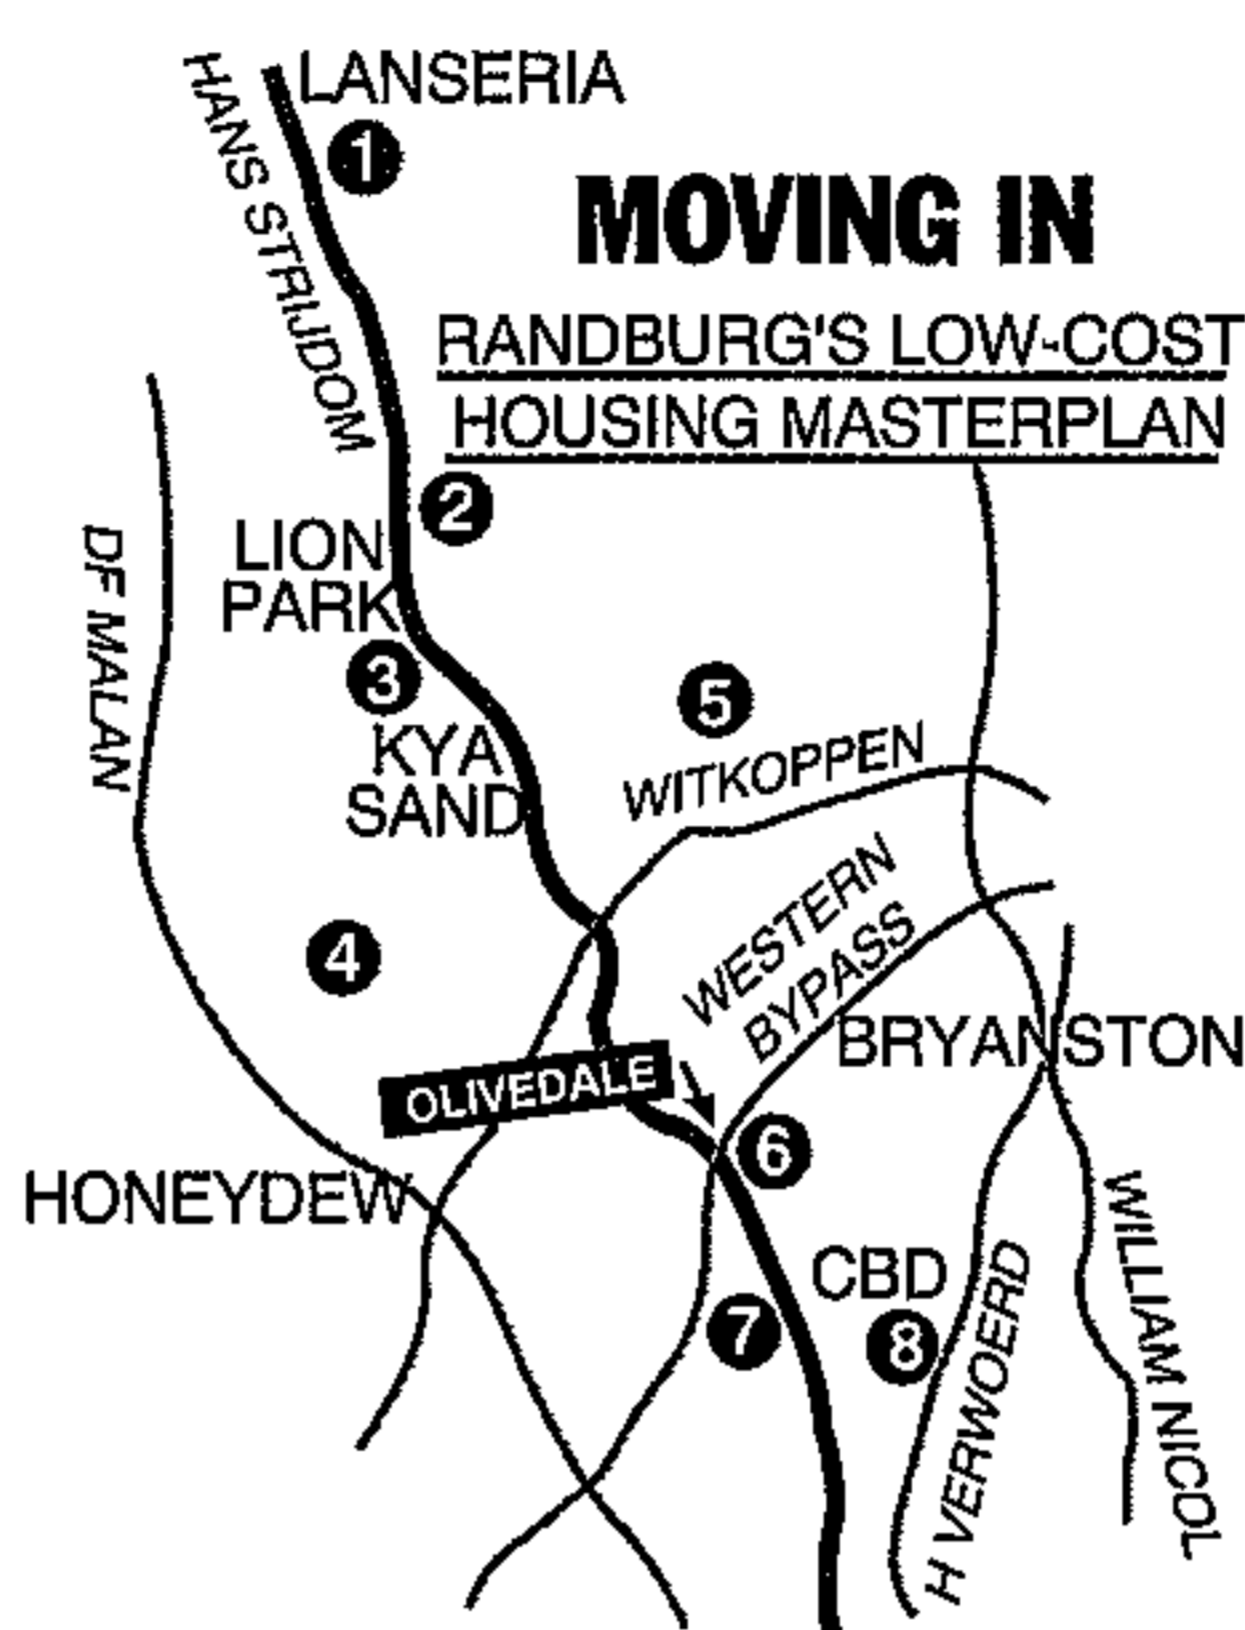 LANSERIA
HANS STRIJDOM
1
MOVING IN
RANDBURG'S LOW-COST
HOUSING MASTERPLAN
2
LION
PARK
DF MALAN
3
5
KYA
SAND
WITKOPPEN
WESTERN
BYPASS
4
BRYANSTON
OLIVEDALE
6
HONEYDEW
CBD
7
8
H VERWOERD
WILLIAM NICOL